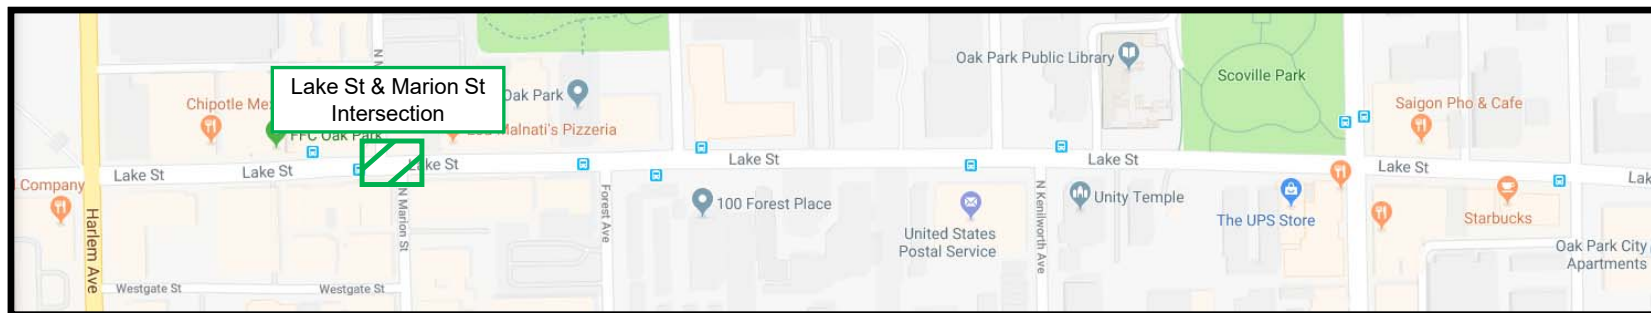 Lake St & Marion St
Intersection
Chipotle Me
FFC Oak Park
Oak Park
Malnati's Pizzeria
Oak Park Public Library
Scoville Park
Saigon Pho & Cafe
Lake St
Lake St
Lake St
Lake St
Lake St
Lake St
Lak
Company
Harlem Ave
N Marion St
Forest Ave
100 Forest Place
United States
Postal Service
N Kenilworth Ave
Unity Temple
The UPS Store
Starbucks
Oak Park City
Apartments
Westgate St
Westgate St